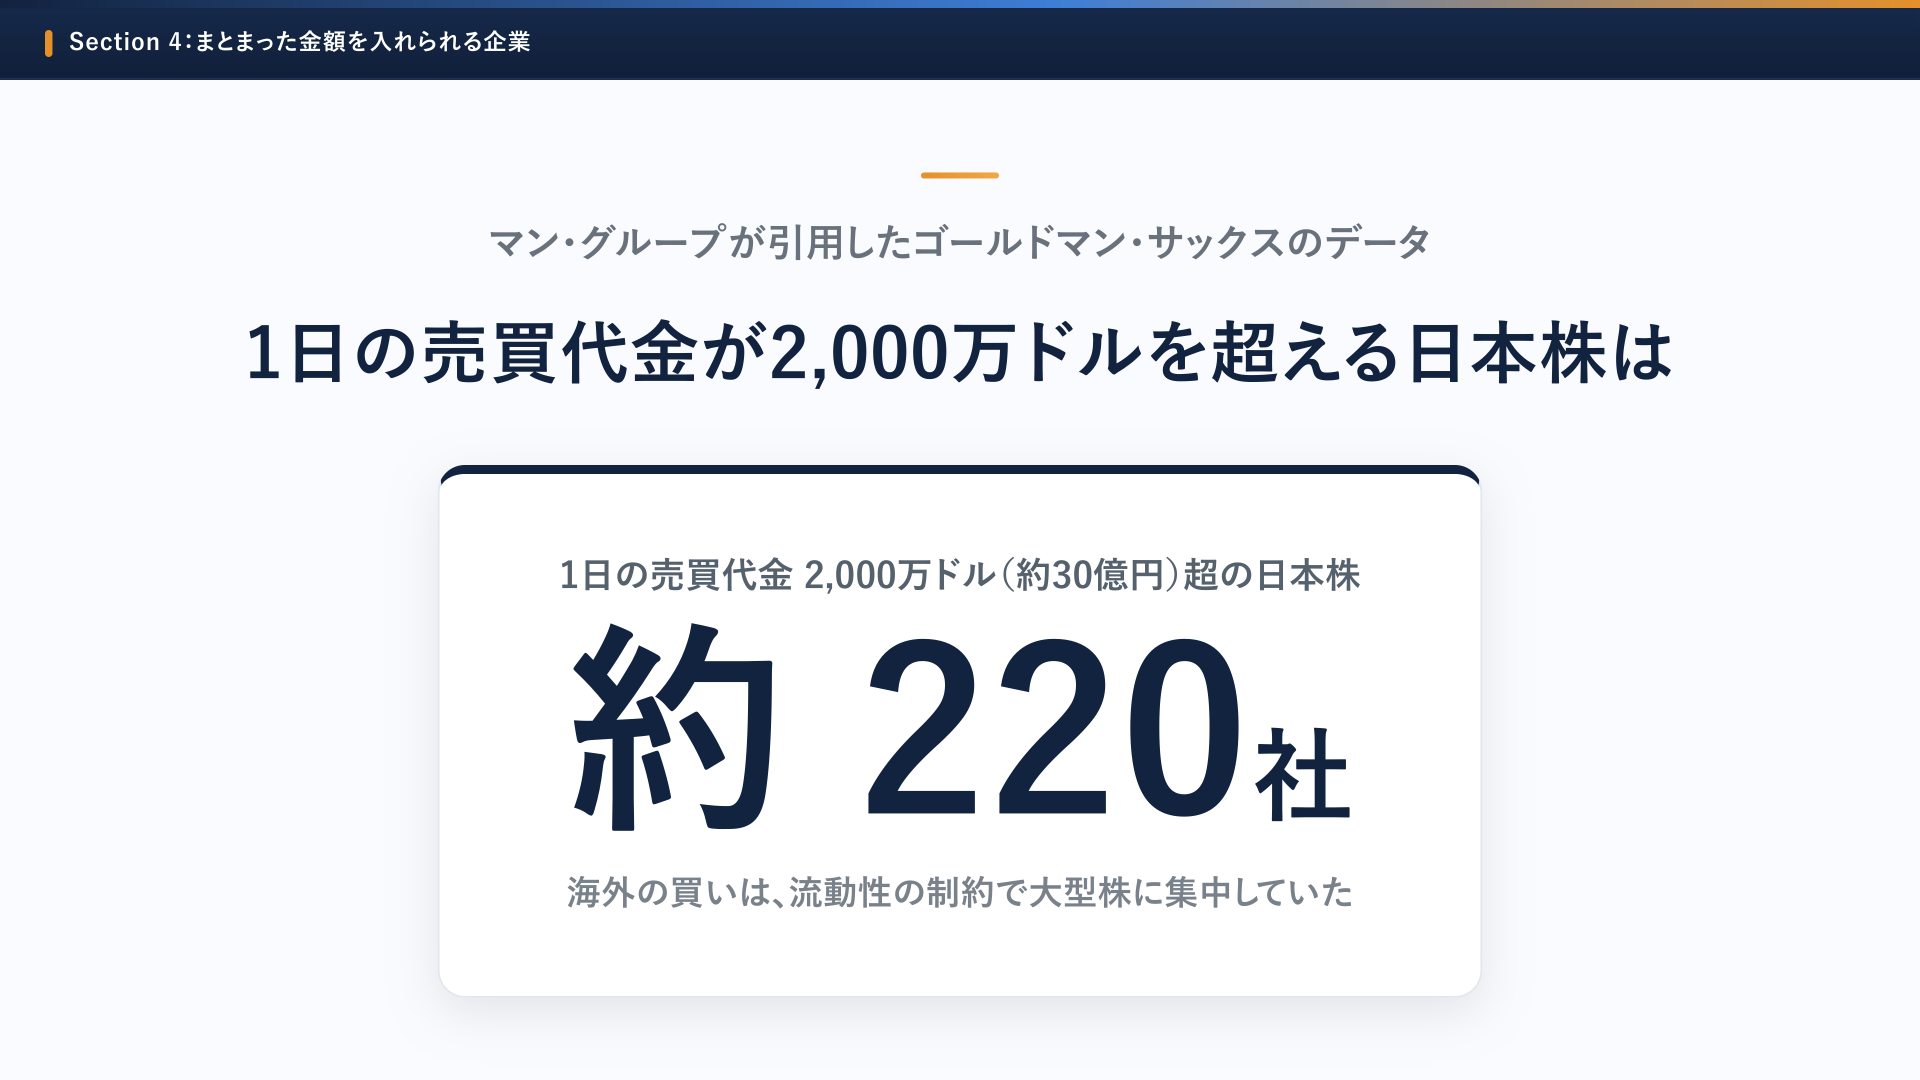 Section 4：まとまった金額を入れられる企業
マン・グループが引用したゴールドマン・サックスのデータ
1日の売買代金が2,000万ドルを超える日本株は
1日の売買代金 2,000万ドル（約30億円）超の日本株
約 220社
海外の買いは、流動性の制約で大型株に集中していた